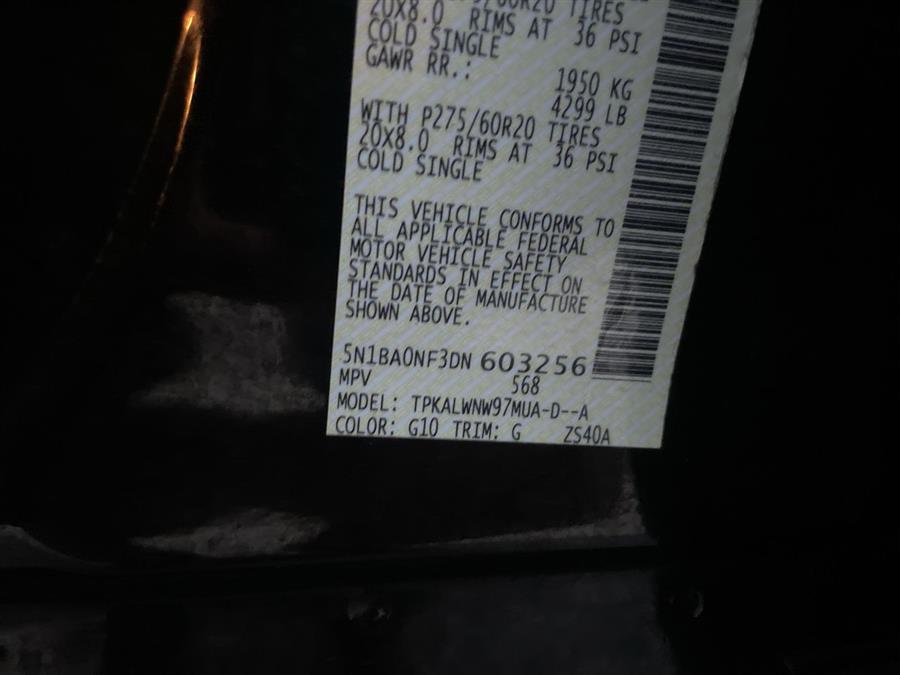 /60R20 TIRES
20X8.0 RIMS AT 36 PSI
COLD SINGLE
GAWR RR.:
1950 KG
4299 LB
WITH P275/60R20 TIRES
20X8.0 RIMS AT 36 PSI
COLD SINGLE
THIS VEHICLE CONFORMS TO
ALL APPLICABLE FEDERAL
MOTOR VEHICLE SAFETY
STANDARDS IN EFFECT ON
THE DATE OF MANUFACTURE
SHOWN ABOVE.
5N1BA0NF3DN 603256
MPV 568
MODEL: TPKALWNW97MUA-D--A
COLOR: G10 TRIM: G ZS40A